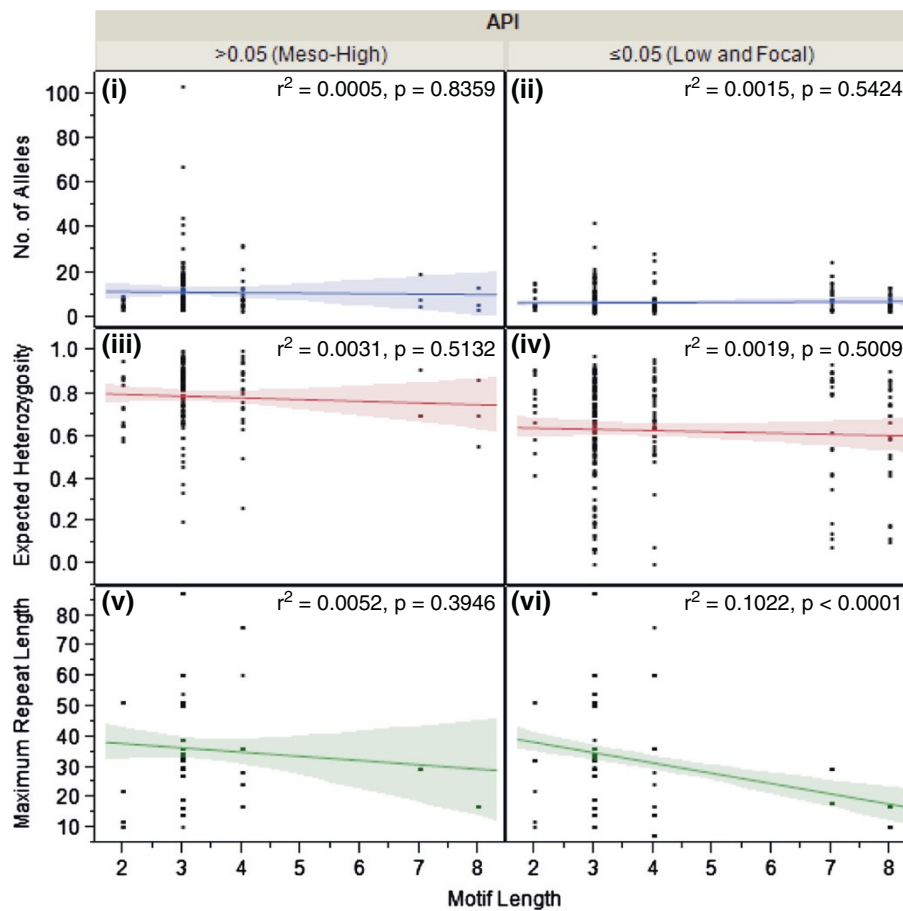 API
>0.05 (Meso-High)
≤0.05 (Low and Focal)
(i)
r² = 0.0005, p = 0.8359
(ii)
r² = 0.0015, p = 0.5424
No. of Alleles
100
80
60
40
20
0
(iii)
r² = 0.0031, p = 0.5132
(iv)
r² = 0.0019, p = 0.5009
Expected Heterozygosity
1.0
0.8
0.6
0.4
0.2
0.0
(v)
r² = 0.0052, p = 0.3946
(vi)
r² = 0.1022, p < 0.0001
Maximum Repeat Length
80
70
60
50
40
30
20
10
2 3 4 5 6 7 8
2 3 4 5 6 7 8
Motif Length